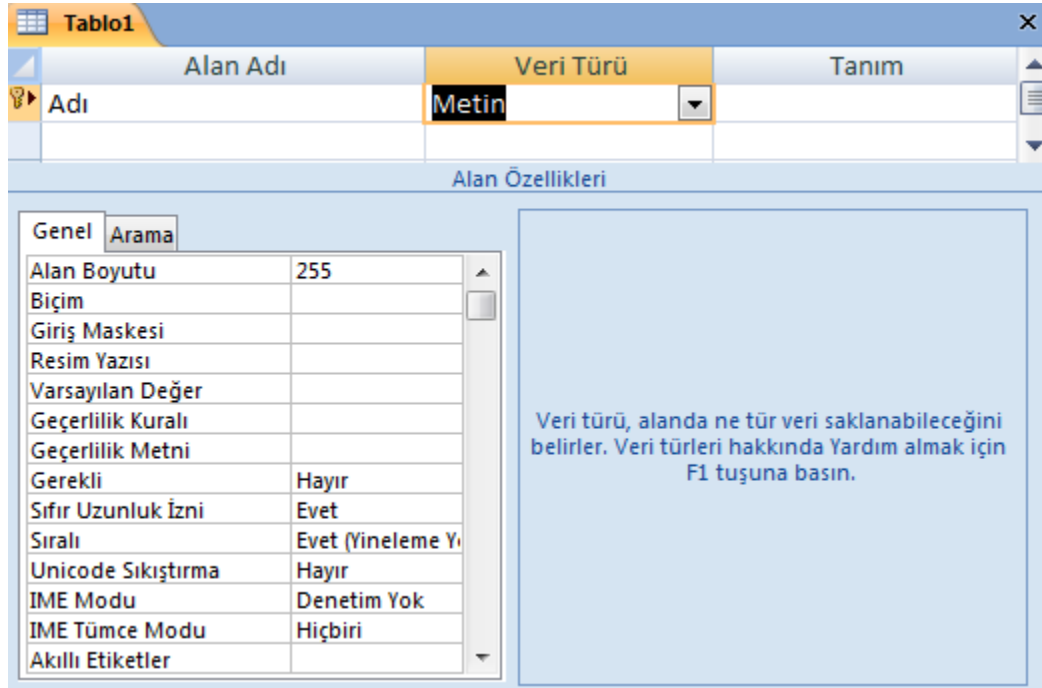 Tablo1
Alan Adı Veri Türü Tanım
Adı Metin
Alan Özellikleri
Genel Arama
Alan Boyutu 255
Biçim
Giriş Maskesi
Resim Yazısı
Varsayılan Değer
Geçerlilik Kuralı
Geçerlilik Metni
Gerekli Hayır
Sıfır Uzunluk İzni Evet
Sıralı Evet (Yineleme
Unicode Sıkıştırma Hayır
IME Modu Denetim Yok
IME Tümce Modu Hiçbiri
Akıllı Etiketler
Veri türü, alanda ne tür veri saklanabileceğini
belirler. Veri türleri hakkında Yardım almak için
F1 tuşuna basın.